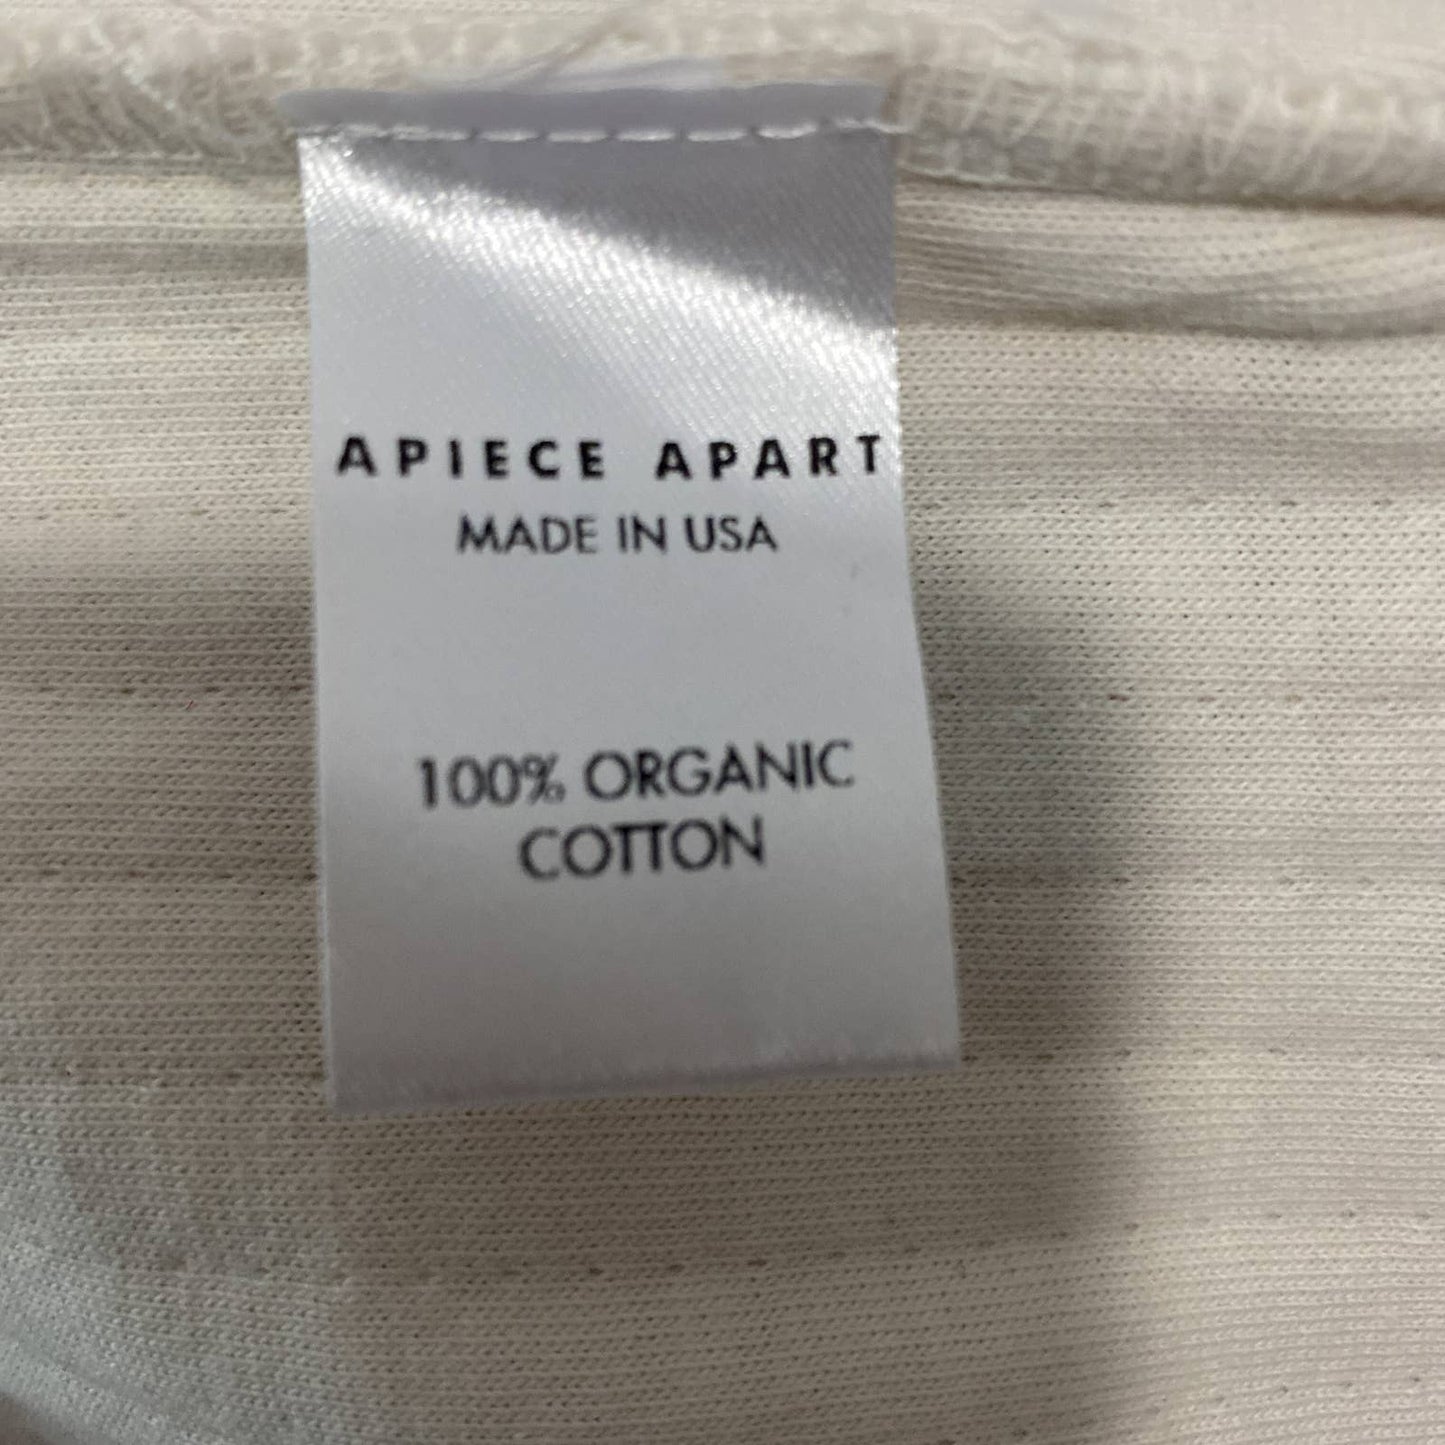 APIECE APART
MADE IN USA
100% ORGANIC
COTTON